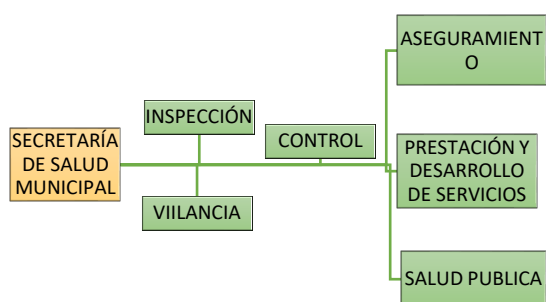 ASEGURAMIENT
O
INSPECCIÓN
CONTROL
SECRETARÍA
DE SALUD
MUNICIPAL
PRESTACIÓN Y
DESARROLLO
DE SERVICIOS
VIILANCIA
SALUD PUBLICA